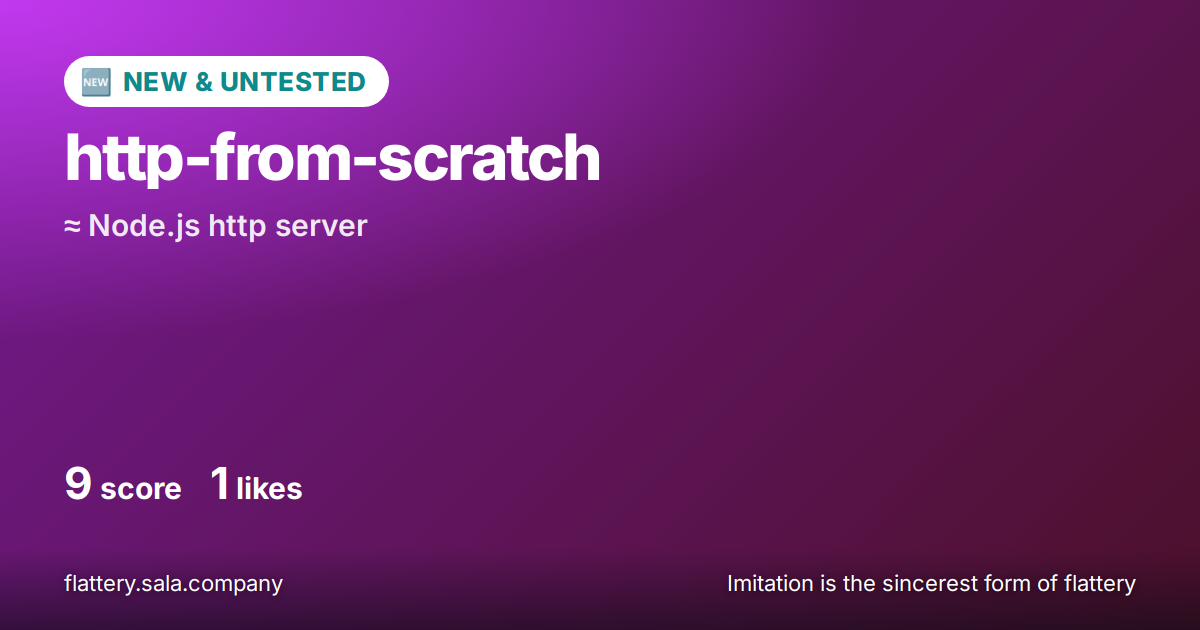 🆕 NEW & UNTESTED
http-from-scratch
≈ Node.js http server
9 score 1 likes
flattery.sala.company
Imitation is the sincerest form of flattery